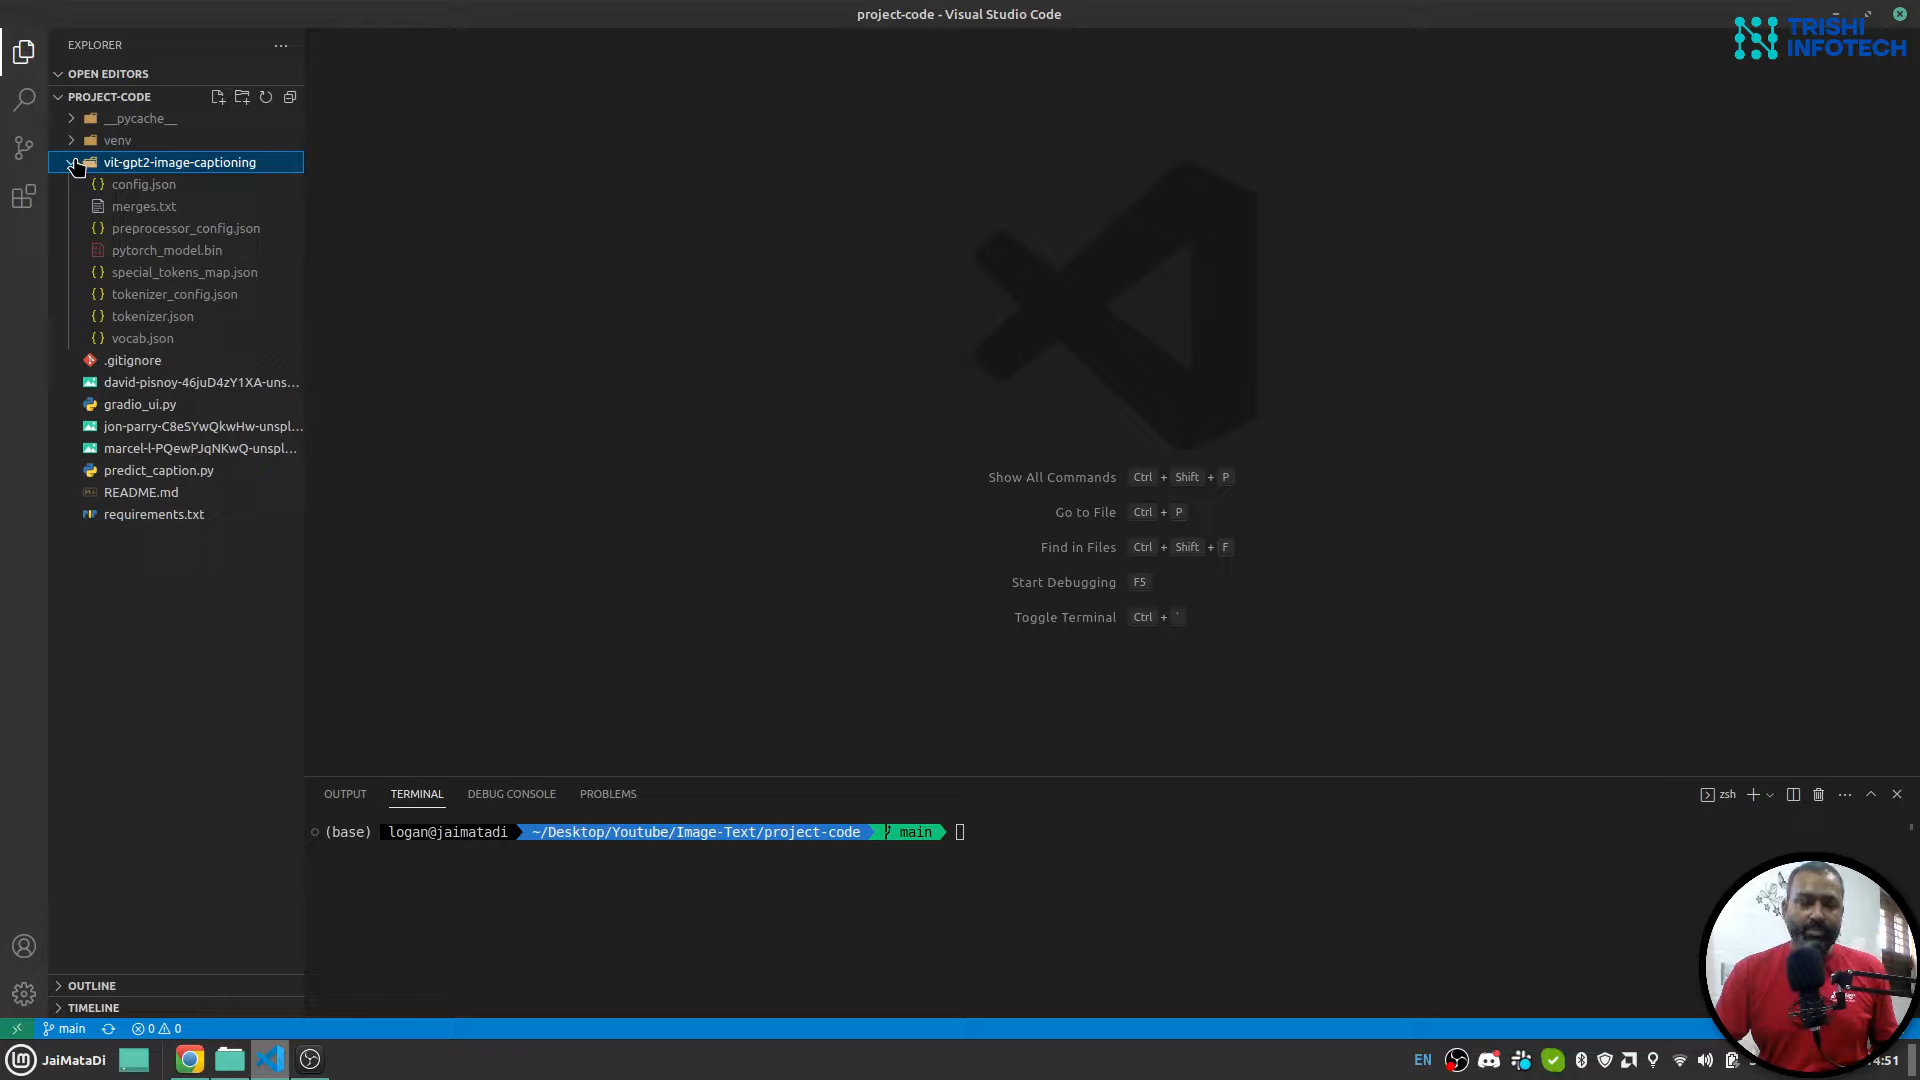 project-code - Visual Studio Code
TRISHI
INFOTECH
EXPLORER
OPEN EDITORS
PROJECT-CODE
__pycache__
venv
vit-gpt2-image-captioning
config.json
merges.txt
preprocessor_config.json
pytorch_model.bin
special_tokens_map.json
tokenizer_config.json
tokenizer.json
vocab.json
.gitignore
david-pisnoy-46juD4zY1XA-uns...
gradio_ui.py
jon-parry-C8eSYwQkwHw-unspl...
marcel-l-PQewPJqNKwQ-unspl...
predict_caption.py
README.md
requirements.txt
Show All Commands Ctrl + Shift + P
Go to File Ctrl + P
Find in Files Ctrl + Shift + F
Start Debugging F5
Toggle Terminal Ctrl + `
OUTPUT TERMINAL DEBUG CONSOLE PROBLEMS zsh
(base) logan@jaimatadi ~/Desktop/Youtube/Image-Text/project-code main
OUTLINE
TIMELINE
main 0 0
JaiMataDi EN 4:51